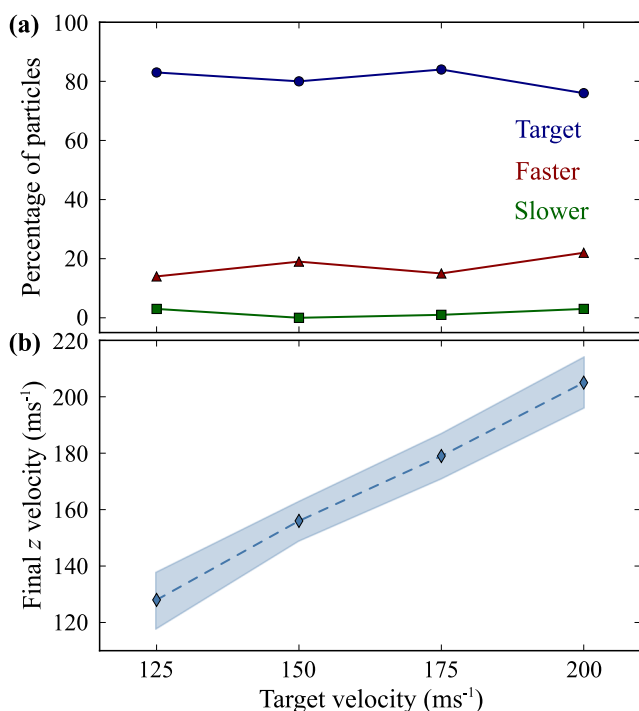 (a)
100
80
60
40
20
0
Percentage of particles
Target
Faster
Slower
(b)
220
200
180
160
140
120
Final z velocity (ms⁻¹)
125 150 175 200
Target velocity (ms⁻¹)